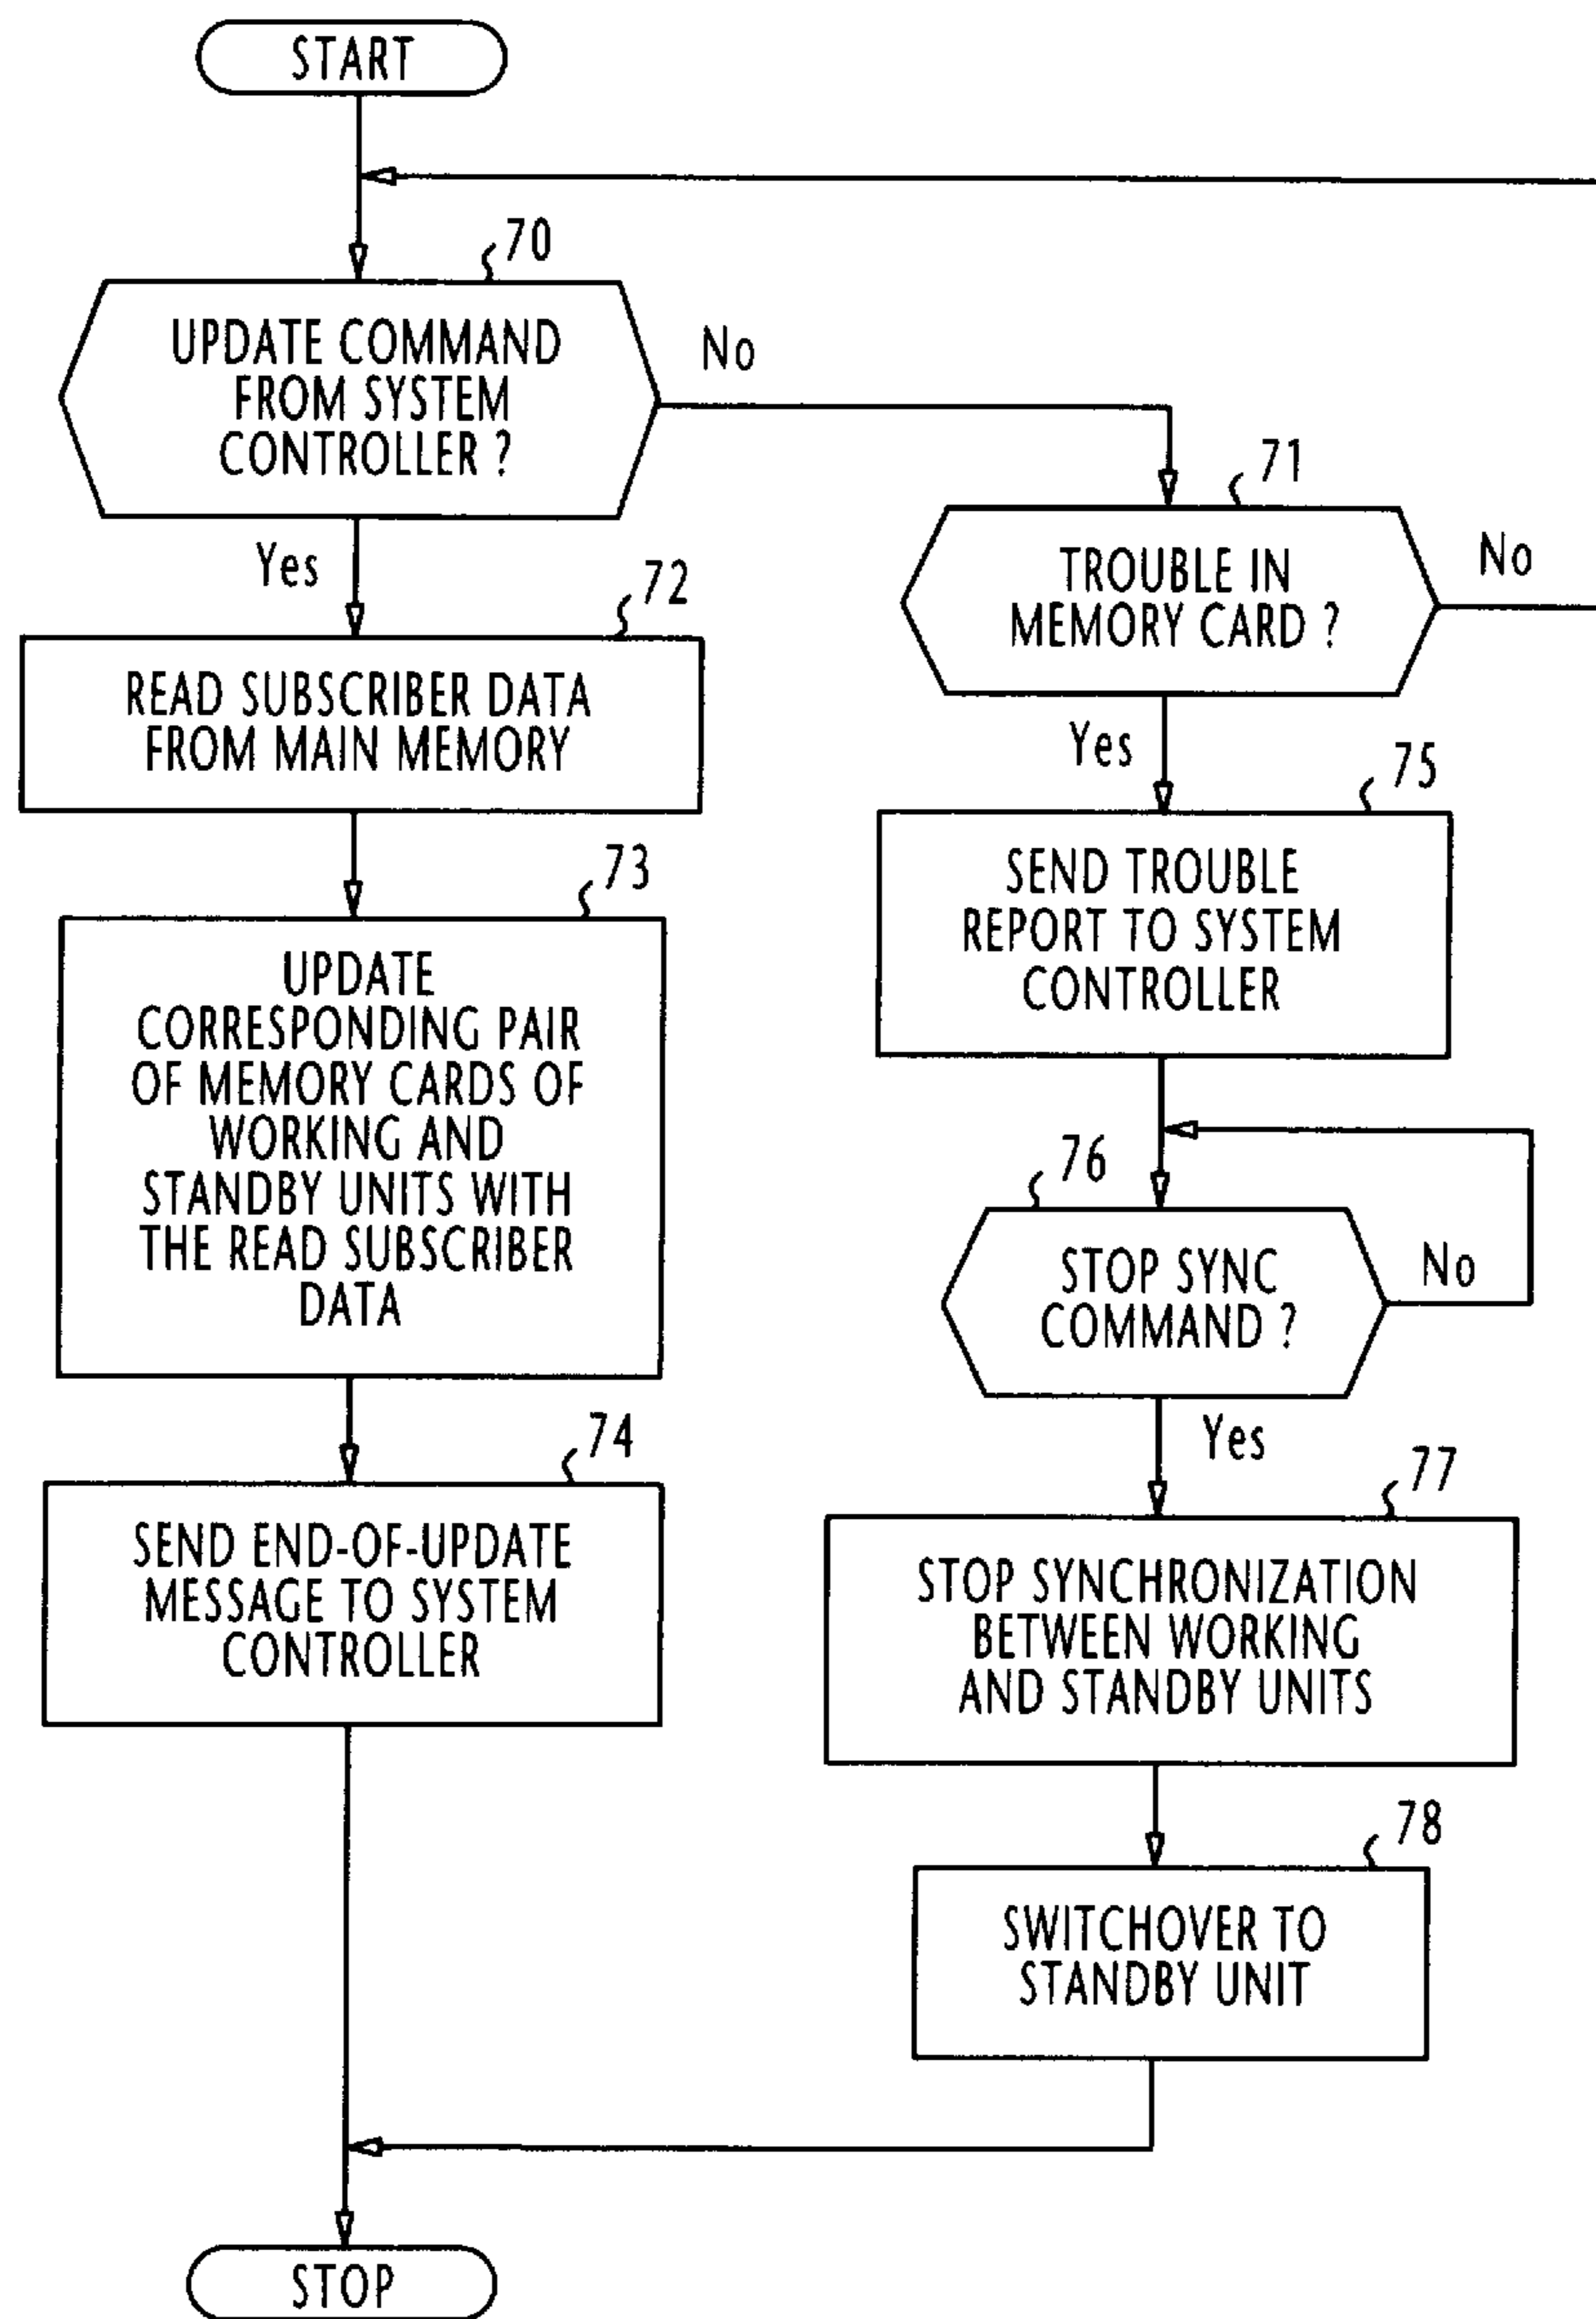 START
70
UPDATE COMMAND
FROM SYSTEM
CONTROLLER ?
No
Yes
71
TROUBLE IN
MEMORY CARD ?
No
Yes
72
READ SUBSCRIBER DATA
FROM MAIN MEMORY
73
UPDATE
CORRESPONDING PAIR
OF MEMORY CARDS OF
WORKING AND
STANDBY UNITS WITH
THE READ SUBSCRIBER
DATA
74
SEND END-OF-UPDATE
MESSAGE TO SYSTEM
CONTROLLER
75
SEND TROUBLE
REPORT TO SYSTEM
CONTROLLER
76
STOP SYNC
COMMAND ?
No
Yes
77
STOP SYNCHRONIZATION
BETWEEN WORKING
AND STANDBY UNITS
78
SWITCHOVER TO
STANDBY UNIT
STOP